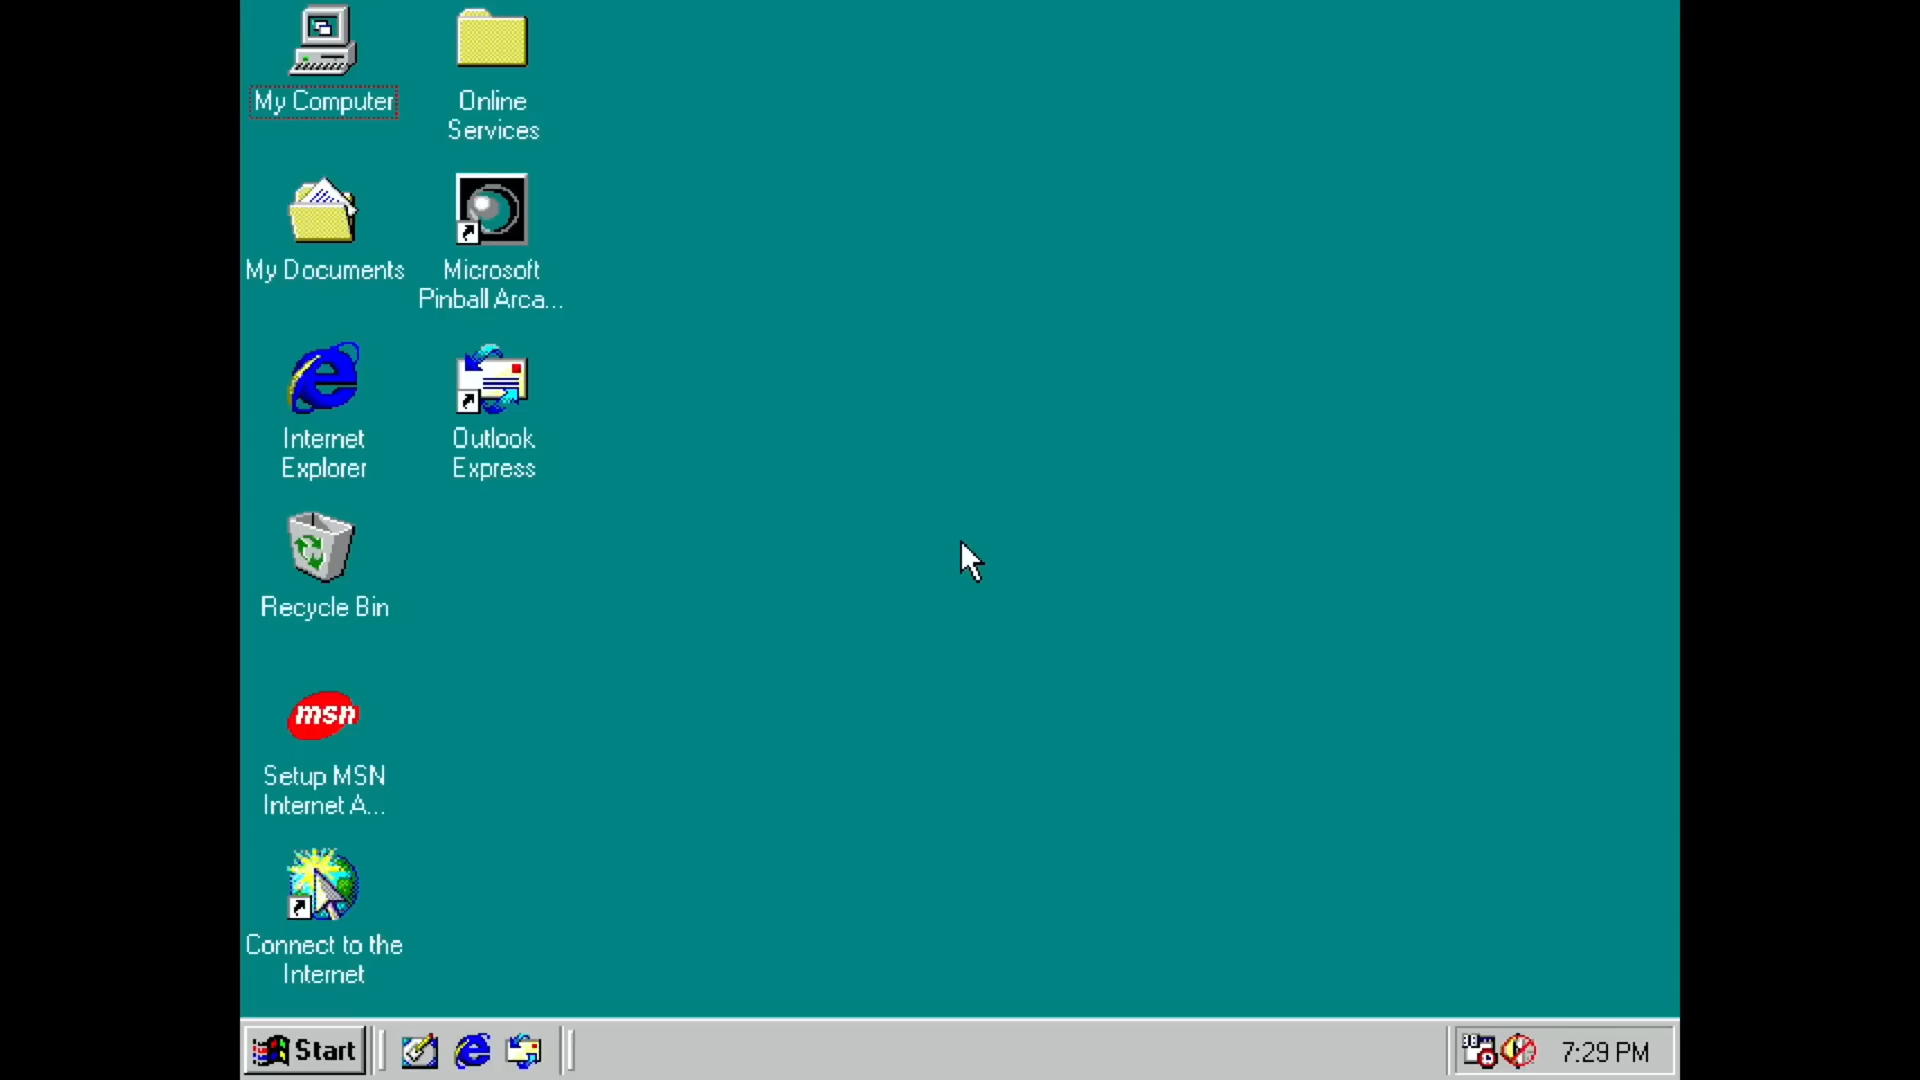 My Computer
Online
Services
My Documents
Microsoft
Pinball Arca...
Internet
Explorer
Outlook
Express
Recycle Bin
msn
Setup MSN
Internet A...
Connect to the
Internet
Start
7:29 PM